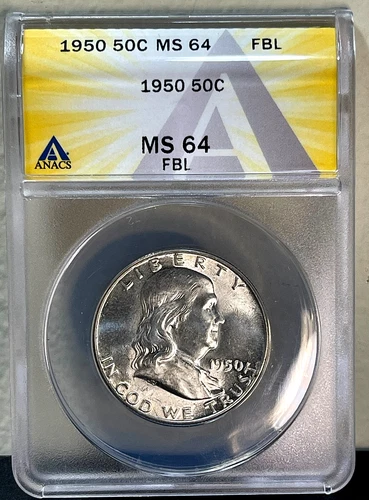 1950 50C MS 64 FBL
1950 50C
ANACS
MS 64
FBL
LIBERTY
1950
IN GOD WE TRUST